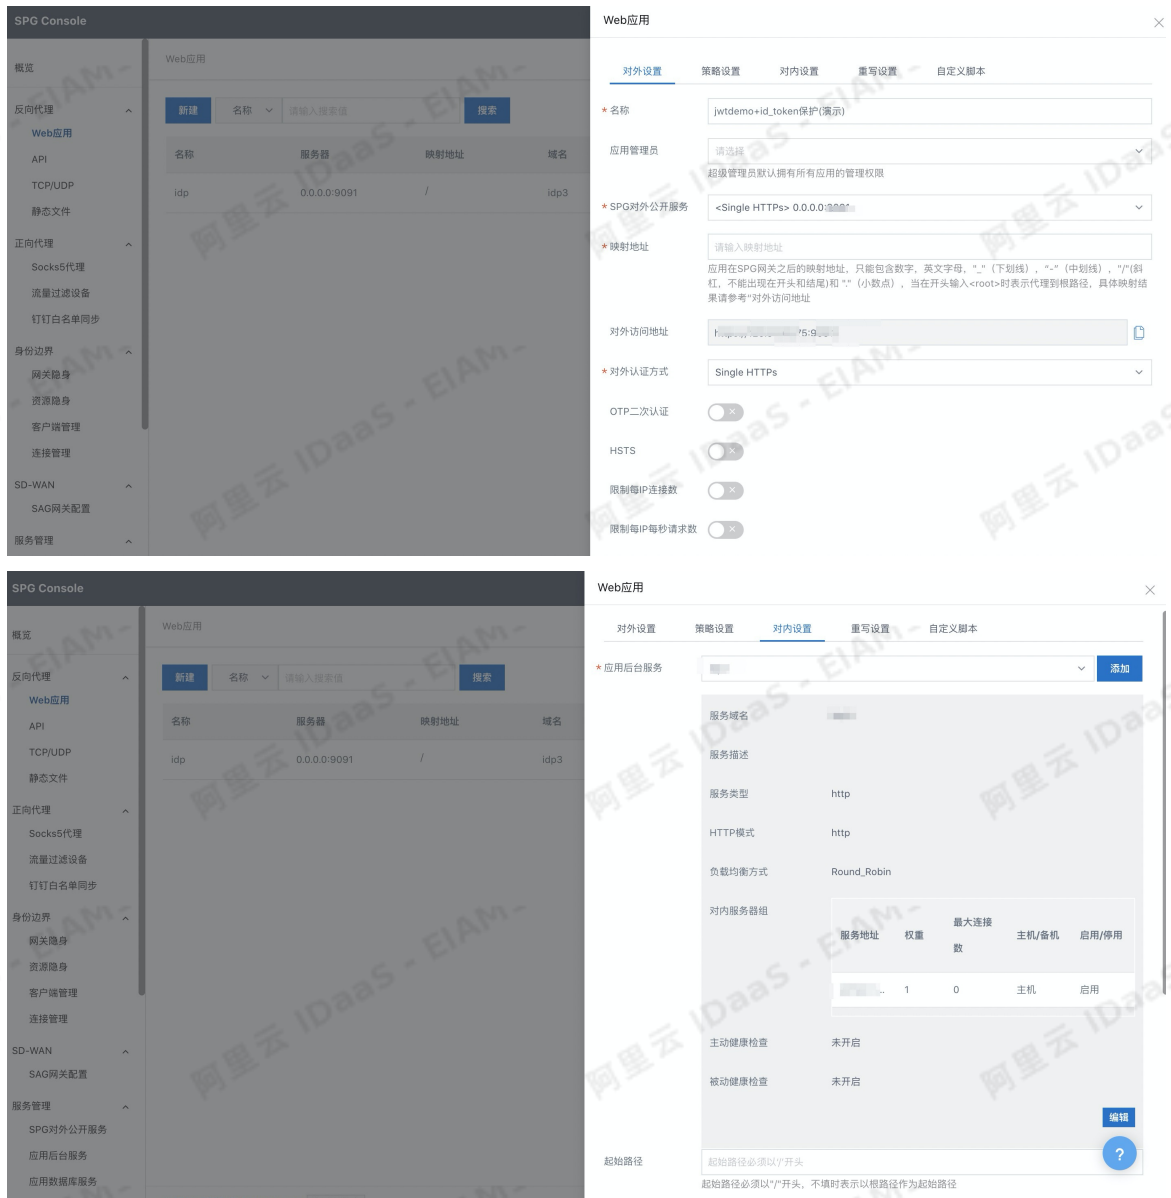 SPG Console
Web应用
概览
Web应用
对外设置 策略设置 对内设置 重写设置 自定义脚本
反向代理
新建 名称 请输入搜索值 搜索
* 名称 jwtdemo+id_token保护(演示)
Web应用
API
TCP/UDP
静态文件
名称 服务器 映射地址 域名
idp 0.0.0.0:9091 / idp3
应用管理员 请选择
超级管理员默认拥有所有应用的管理权限
* SPG对外公开服务 <Single HTTPs> 0.0.0.0:
正向代理
Socks5代理
流量过滤设备
钉钉白名单同步
* 映射地址 请输入映射地址
应用在SPG网关之后的映射地址，只能包含数字，英文字母，"_"（下划线），"-"（中划线），"/"(斜
杠，不能出现在开头和结尾)和 "."（小数点），当在开头输入<root>时表示代理到根路径，具体映射结
果请参考"对外访问地址
对外访问地址
身份边界
网关隐身
资源隐身
客户端管理
连接管理
* 对外认证方式 Single HTTPs
OTP二次认证
HSTS
SD-WAN
SAG网关配置
服务管理
限制每IP连接数
限制每IP每秒请求数
SPG Console
Web应用
概览
Web应用
对外设置 策略设置 对内设置 重写设置 自定义脚本
反向代理
新建 名称 请输入搜索值 搜索
* 应用后台服务 添加
Web应用
API
TCP/UDP
静态文件
名称 服务器 映射地址 域名
idp 0.0.0.0:9091 / idp3
服务域名
服务描述
服务类型 http
正向代理
Socks5代理
流量过滤设备
钉钉白名单同步
HTTP模式 http
负载均衡方式 Round_Robin
身份边界
网关隐身
资源隐身
客户端管理
连接管理
对内服务器组
服务地址 权重 最大连接数 主机/备机 启用/停用
1 0 主机 启用
SD-WAN
SAG网关配置
主动健康检查 未开启
被动健康检查 未开启
服务管理
SPG对外公开服务
应用后台服务
应用数据库服务
编辑
?
起始路径 起始路径必须以"/"开头
起始路径必须以"/"开头，不填时表示以根路径作为起始路径
阿里云 IDaaS - EIAM -